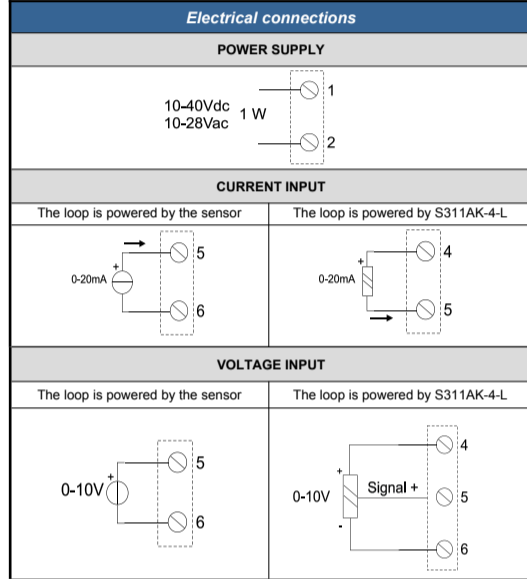 Electrical connections
POWER SUPPLY
10-40Vdc
10-28Vac
1 W
1
2
CURRENT INPUT
The loop is powered by the sensor
The loop is powered by S311AK-4-L
+
0-20mA
5
6
+
0-20mA
4
5
VOLTAGE INPUT
The loop is powered by the sensor
The loop is powered by S311AK-4-L
+
0-10V
5
6
+
0-10V
Signal +
-
4
5
6